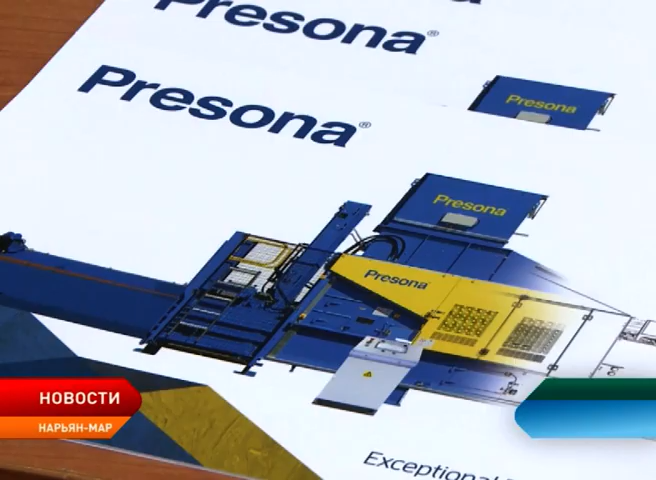 Presona®
Presona®
Presona
Presona
Presona
Exceptional
НОВОСТИ
НАРЬЯН-МАР